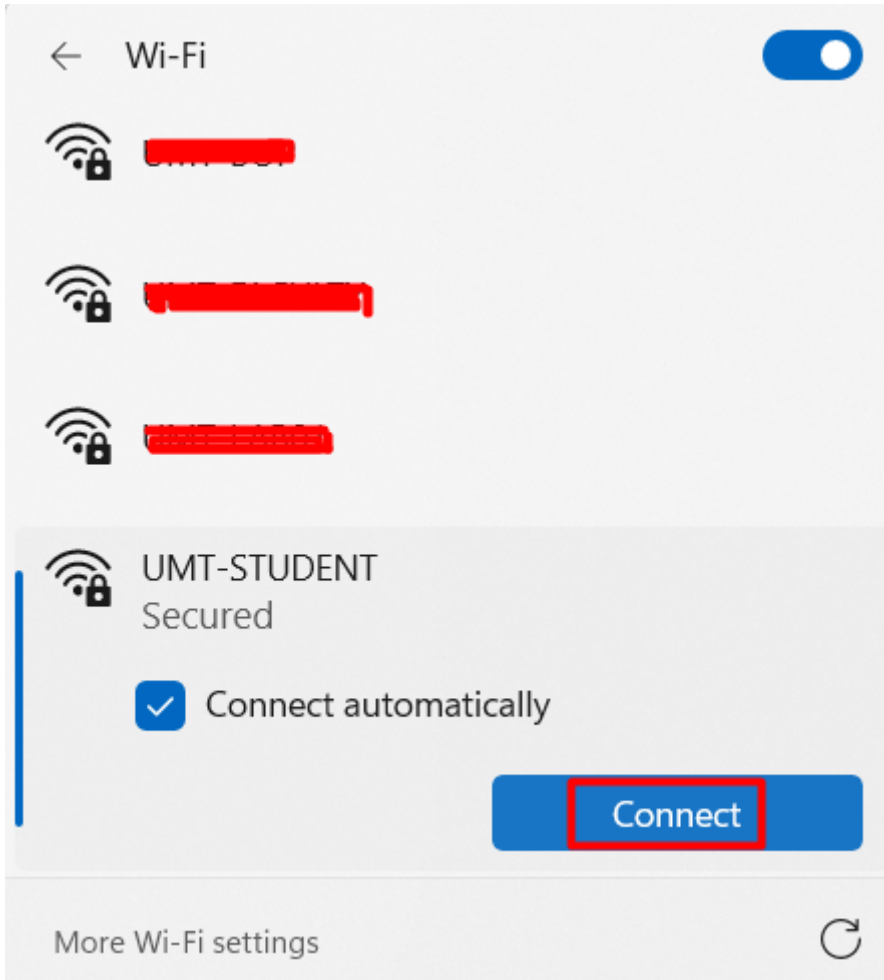 Wi-Fi
UMT-STUDENT
Secured
Connect automatically
Connect
More Wi-Fi settings